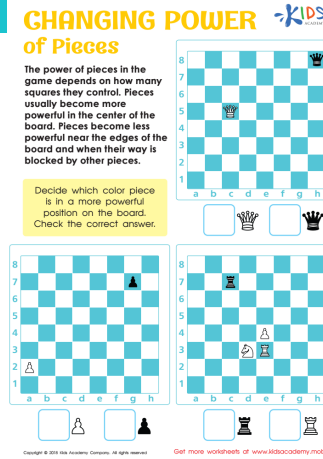 CHANGING POWER
of Pieces
KIDS
ACADEMY
The power of pieces in the
game depends on how many
squares they control. Pieces
usually become more
powerful in the center of the
board. Pieces become less
powerful near the edges of the
board and when their way is
blocked by other pieces.
Decide which color piece
is in a more powerful
position on the board.
Check the correct answer.
8
7
6
5
4
3
2
1
a b c d e f g h
8
7
6
5
4
3
2
1
a b c d e f g h
8
7
6
5
4
3
2
1
a b c d e f g h
Copyright © 2018 Kids Academy Company. All rights reserved
Get more worksheets at www.kidsacademy.mobi